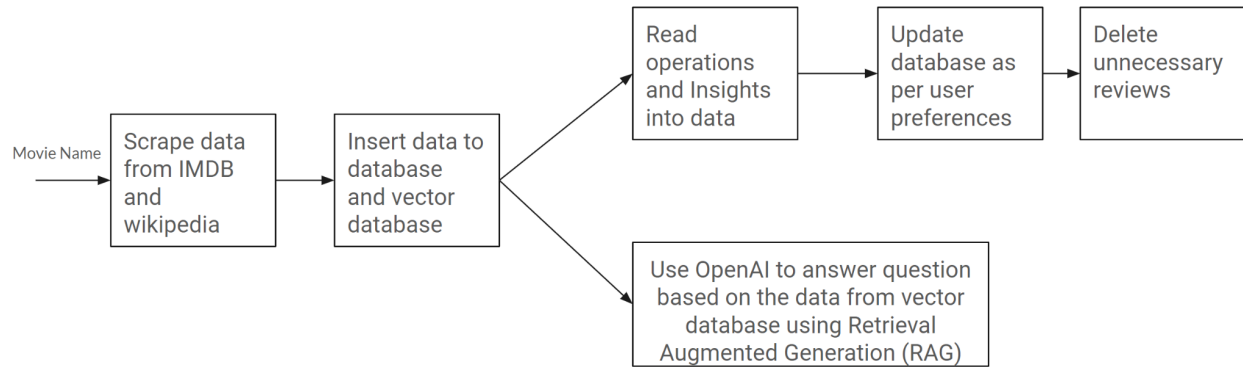 Movie Name
Scrape data
from IMDB
and
wikipedia
Insert data to
database
and vector
database
Read
operations
and Insights
into data
Update
database as
per user
preferences
Delete
unnecessary
reviews
Use OpenAI to answer question
based on the data from vector
database using Retrieval
Augmented Generation (RAG)